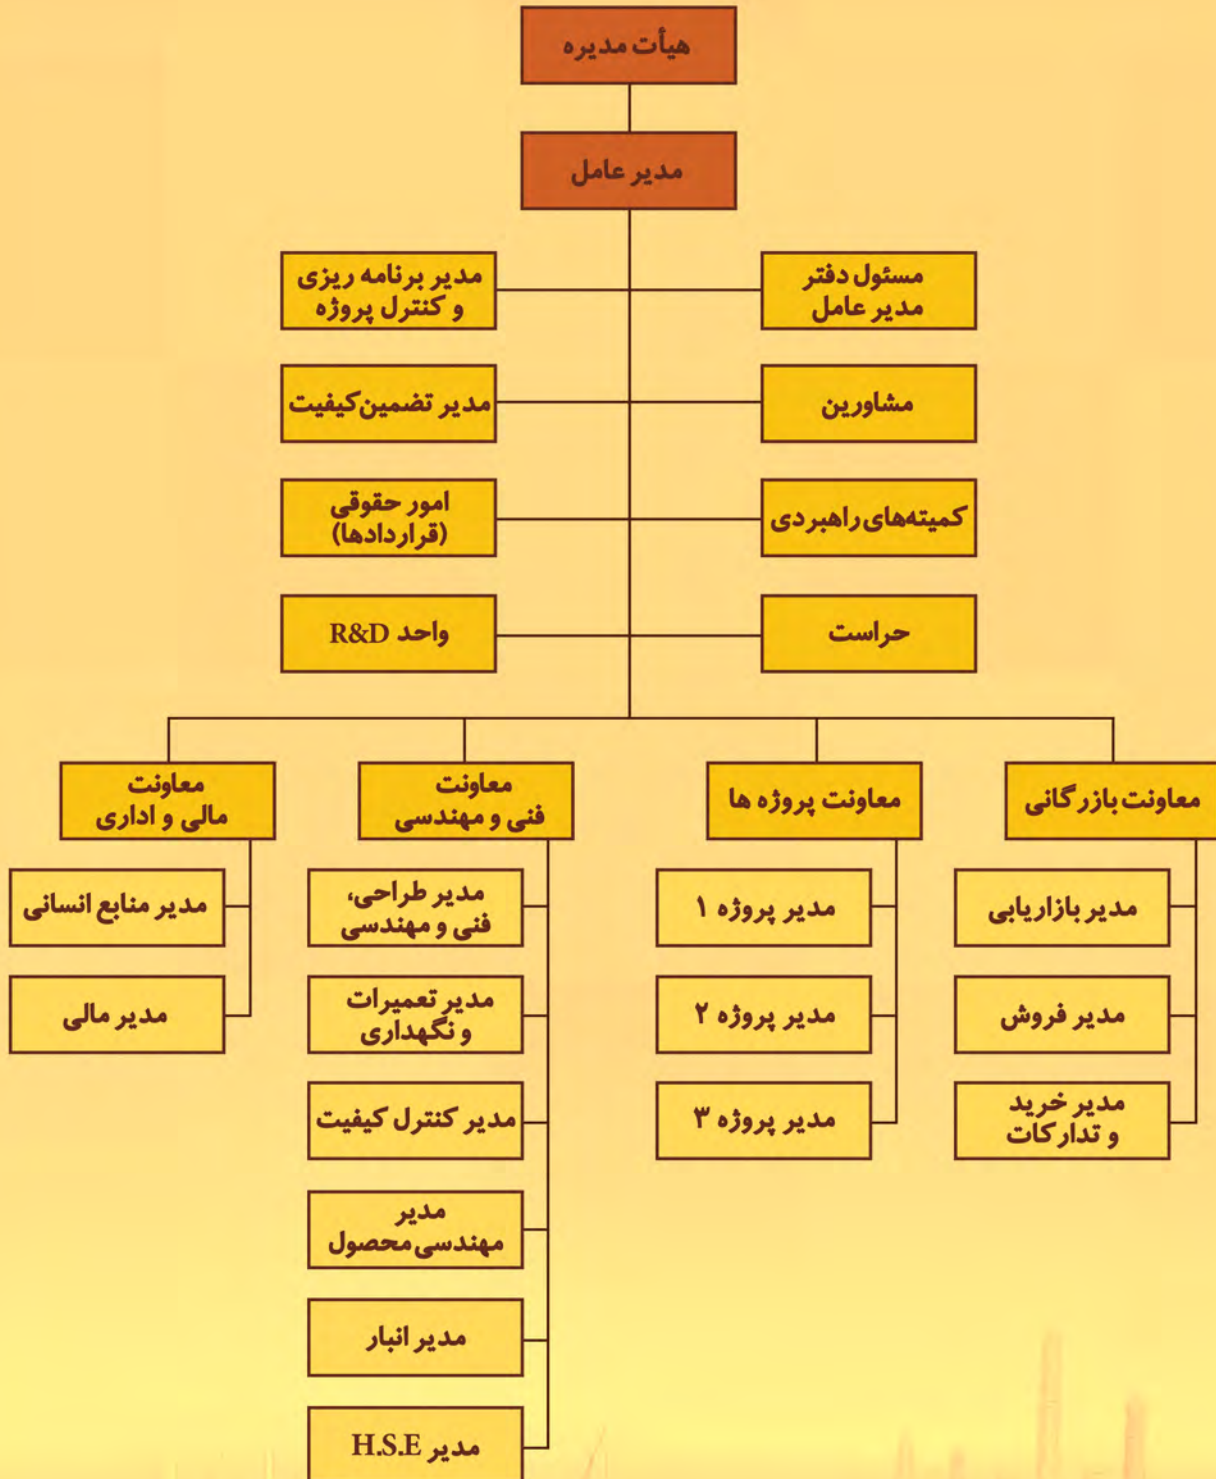 هیأت مدیره
مدیر عامل
مسئول دفتر
مدیر عامل
مدیر برنامه ریزی
و کنترل پروژه
مشاورین
مدیر تضمین کیفیت
کمیته‌های راهبردی
امور حقوقی
(قراردادها)
حراست
واحد R&D
معاونت بازرگانی
معاونت پروژه ها
معاونت
فنی و مهندسی
معاونت
مالی و اداری
مدیر بازاریابی
مدیر فروش
مدیر خرید
و تدارکات
مدیر پروژه ۱
مدیر پروژه ۲
مدیر پروژه ۳
مدیر طراحی،
فنی و مهندسی
مدیر تعمیرات
و نگهداری
مدیر کنترل کیفیت
مدیر
مهندسی محصول
مدیر انبار
مدیر H.S.E
مدیر منابع انسانی
مدیر مالی